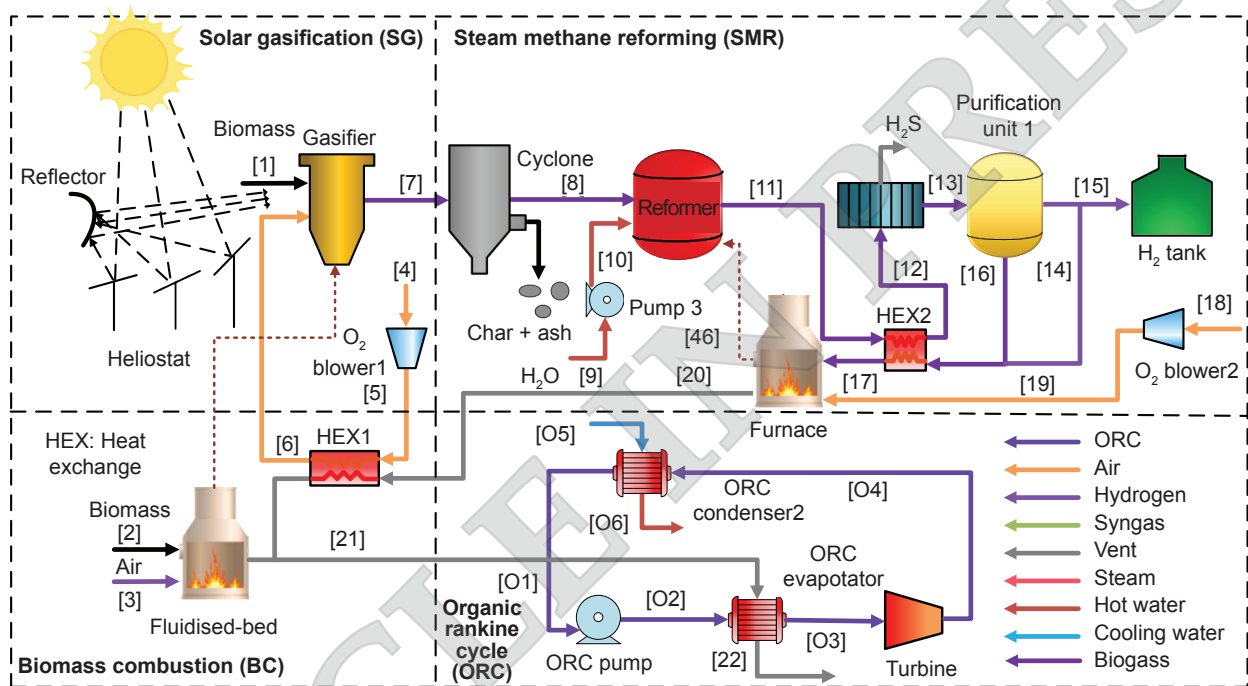 Solar gasification (SG)
Steam methane reforming (SMR)
Biomass
Gasifier
[1]
Reflector
[7]
Cyclone
[8]
Reformer
[11]
H2S
Purification
unit 1
[13]
[15]
H2 tank
[4]
[10]
Pump 3
[12]
[16]
[14]
Char + ash
Heliostat
O2
blower1
[5]
[46]
HEX2
[18]
O2 blower2
H2O
[9]
[20]
[17]
[19]
Furnace
HEX: Heat
exchange
[6]
HEX1
Biomass
[2]
Air
[3]
Fluidised-bed
[21]
Biomass combustion (BC)
[O5]
[O4]
ORC
condenser2
[O6]
[O1]
ORC
evapotator
[O2]
[O3]
Organic
rankine
cycle
(ORC)
ORC pump
[22]
Turbine
ORC
Air
Hydrogen
Syngas
Vent
Steam
Hot water
Cooling water
Biogass
CLE IN PRES